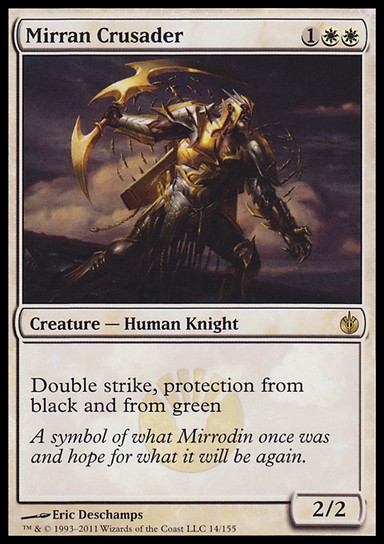 Mirran Crusader 1
Creature — Human Knight
Double strike, protection from
black and from green
A symbol of what Mirrodin once was
and hope for what it will be again.
Eric Deschamps
2/2
™ & © 1993–2011 Wizards of the Coast LLC 14/155